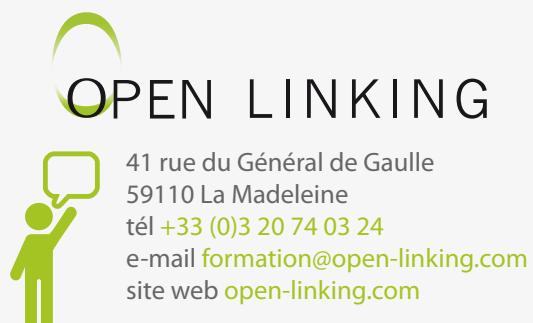 OPEN LINKING
41 rue du Général de Gaulle
59110 La Madeleine
tél +33 (0)3 20 74 03 24
e-mail formation@open-linking.com
site web open-linking.com